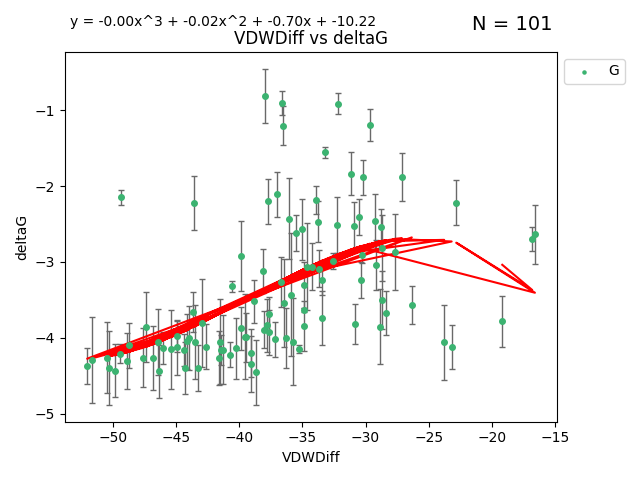 y = -0.00x^3 + -0.02x^2 + -0.70x + -10.22
N = 101
VDWDiff vs deltaG
G
deltaG
−1
−2
−3
−4
−5
−50 −45 −40 −35 −30 −25 −20 −15
VDWDiff